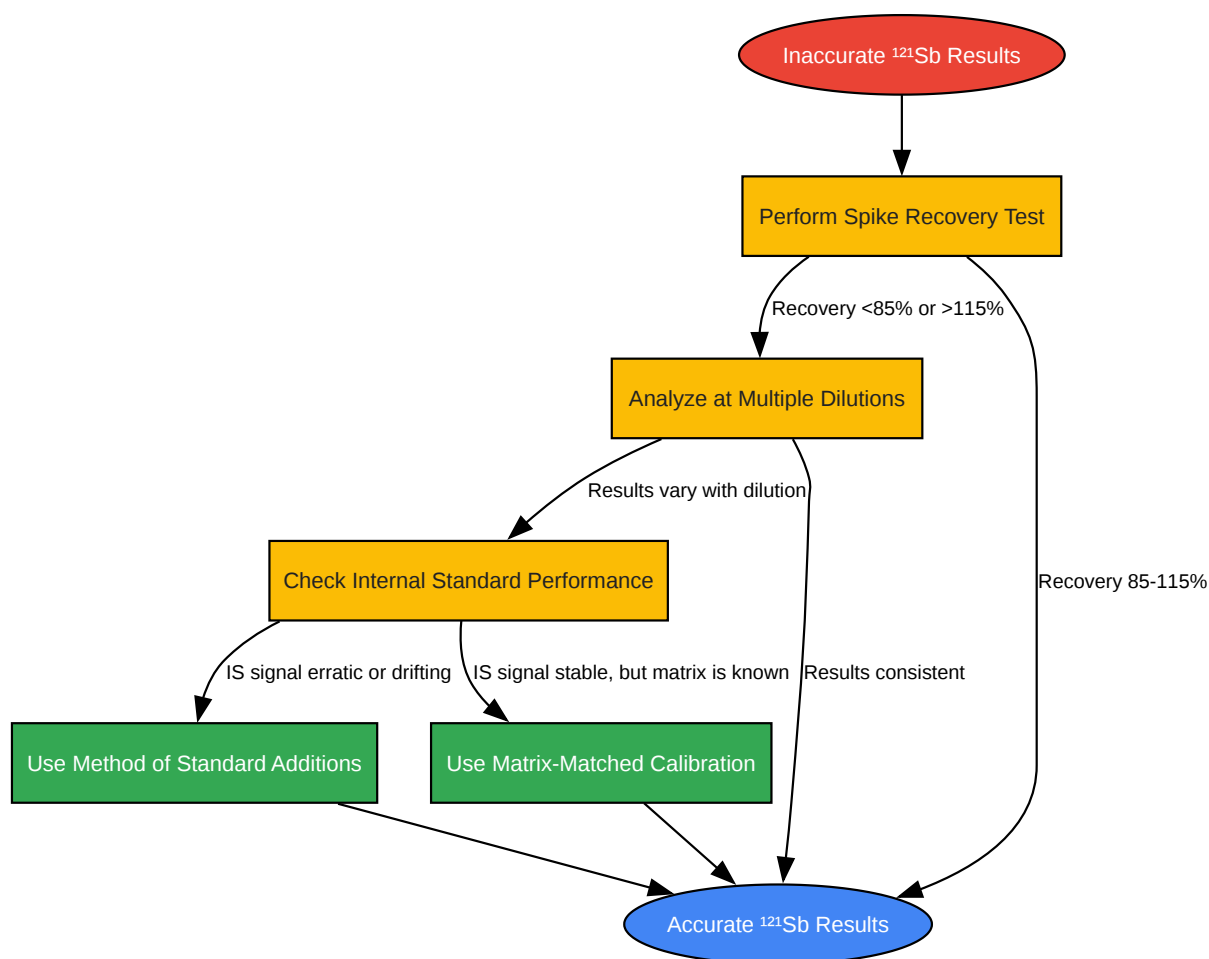 Inaccurate ¹²¹Sb Results
Perform Spike Recovery Test
Recovery <85% or >115%
Analyze at Multiple Dilutions
Results vary with dilution
Check Internal Standard Performance
Recovery 85-115%
IS signal erratic or drifting
IS signal stable, but matrix is known
Results consistent
Use Method of Standard Additions
Use Matrix-Matched Calibration
Accurate ¹²¹Sb Results